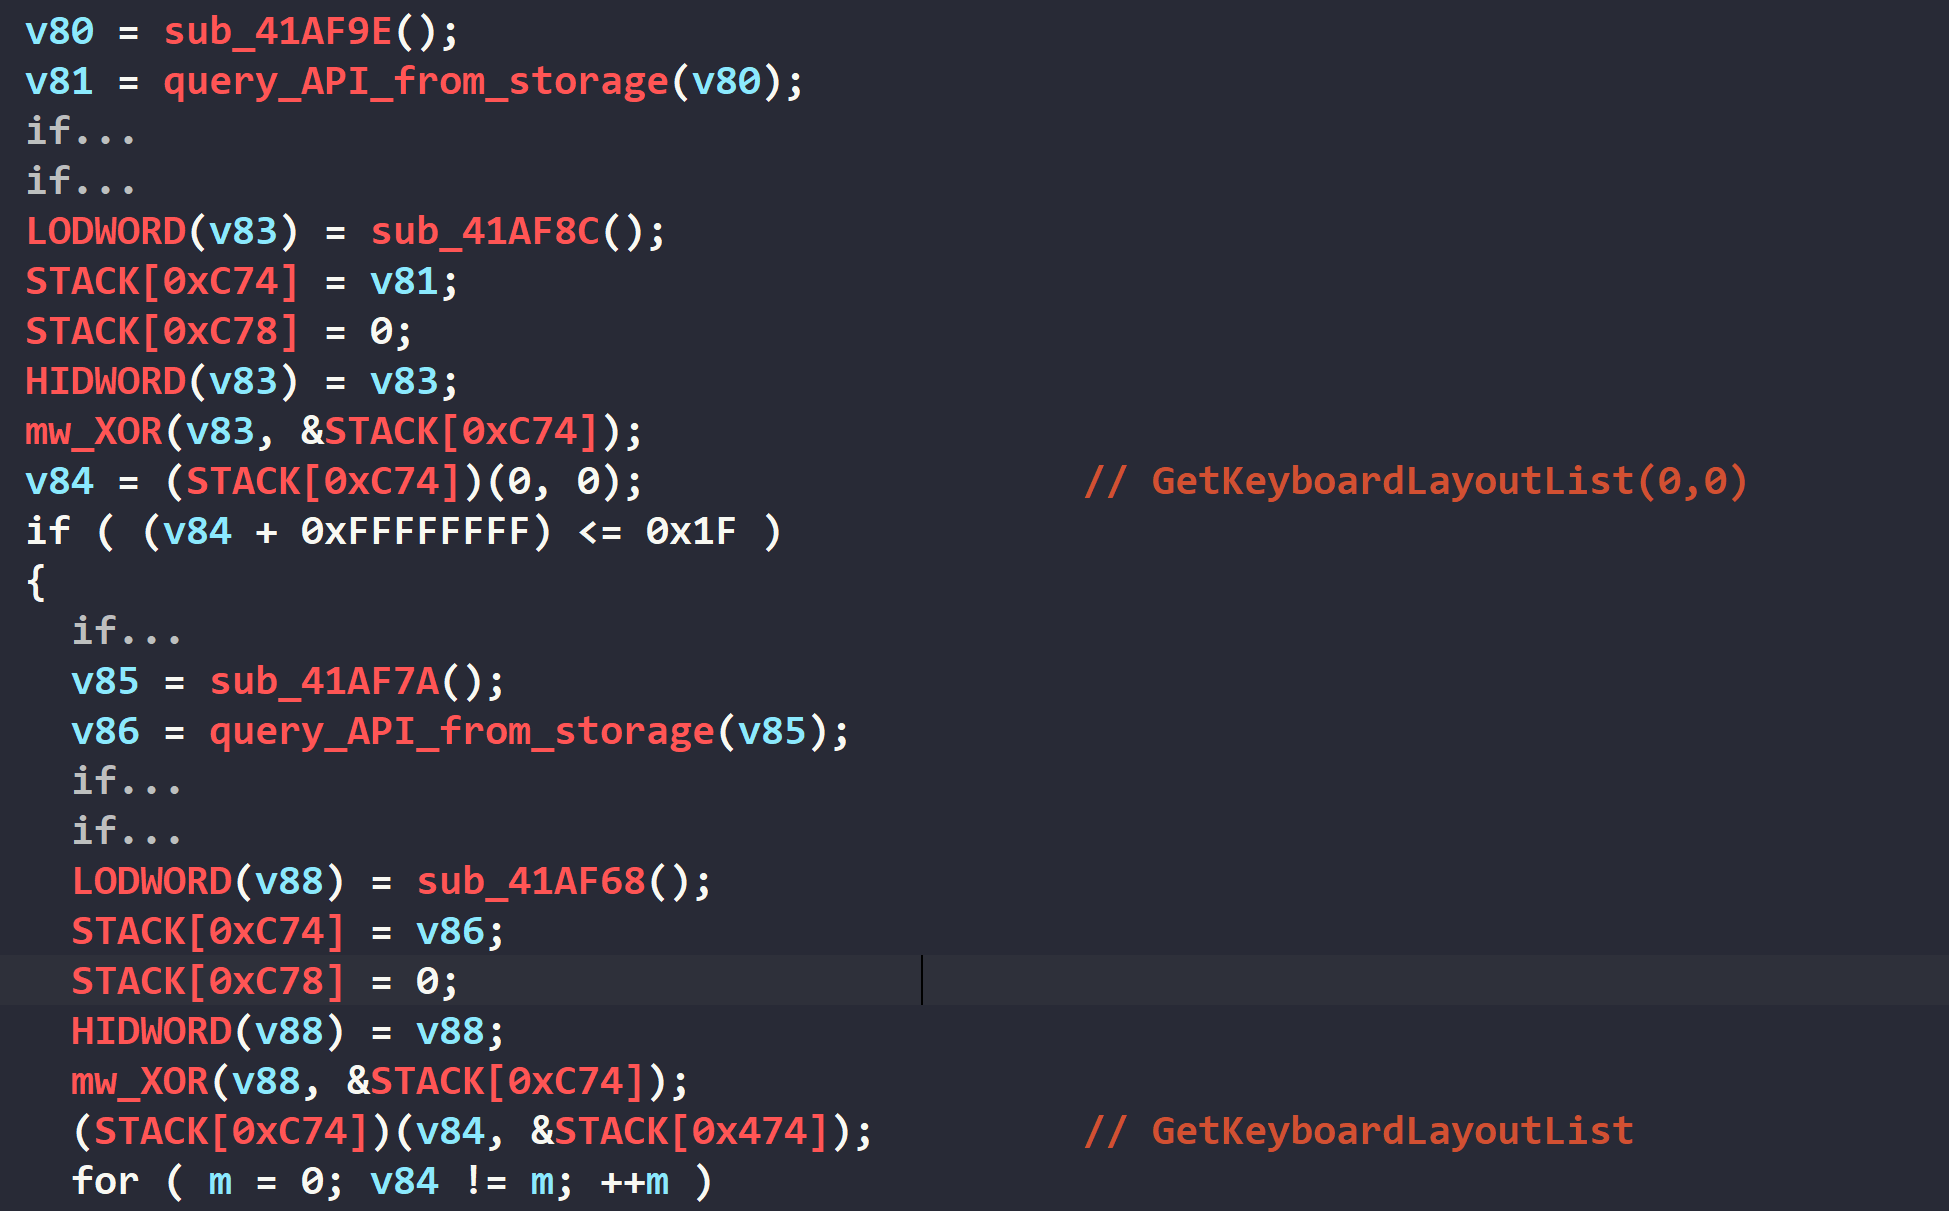 v80 = sub_41AF9E();
v81 = query_API_from_storage(v80);
if...
if...
LODWORD(v83) = sub_41AF8C();
STACK[0xC74] = v81;
STACK[0xC78] = 0;
HIDWORD(v83) = v83;
mw_XOR(v83, &STACK[0xC74]);
v84 = (STACK[0xC74])(0, 0); // GetKeyboardLayoutList(0,0)
if ( (v84 + 0xFFFFFFFF) <= 0x1F )
{
if...
v85 = sub_41AF7A();
v86 = query_API_from_storage(v85);
if...
if...
LODWORD(v88) = sub_41AF68();
STACK[0xC74] = v86;
STACK[0xC78] = 0;
HIDWORD(v88) = v88;
mw_XOR(v88, &STACK[0xC74]);
(STACK[0xC74])(v84, &STACK[0x474]); // GetKeyboardLayoutList
for ( m = 0; v84 != m; ++m )